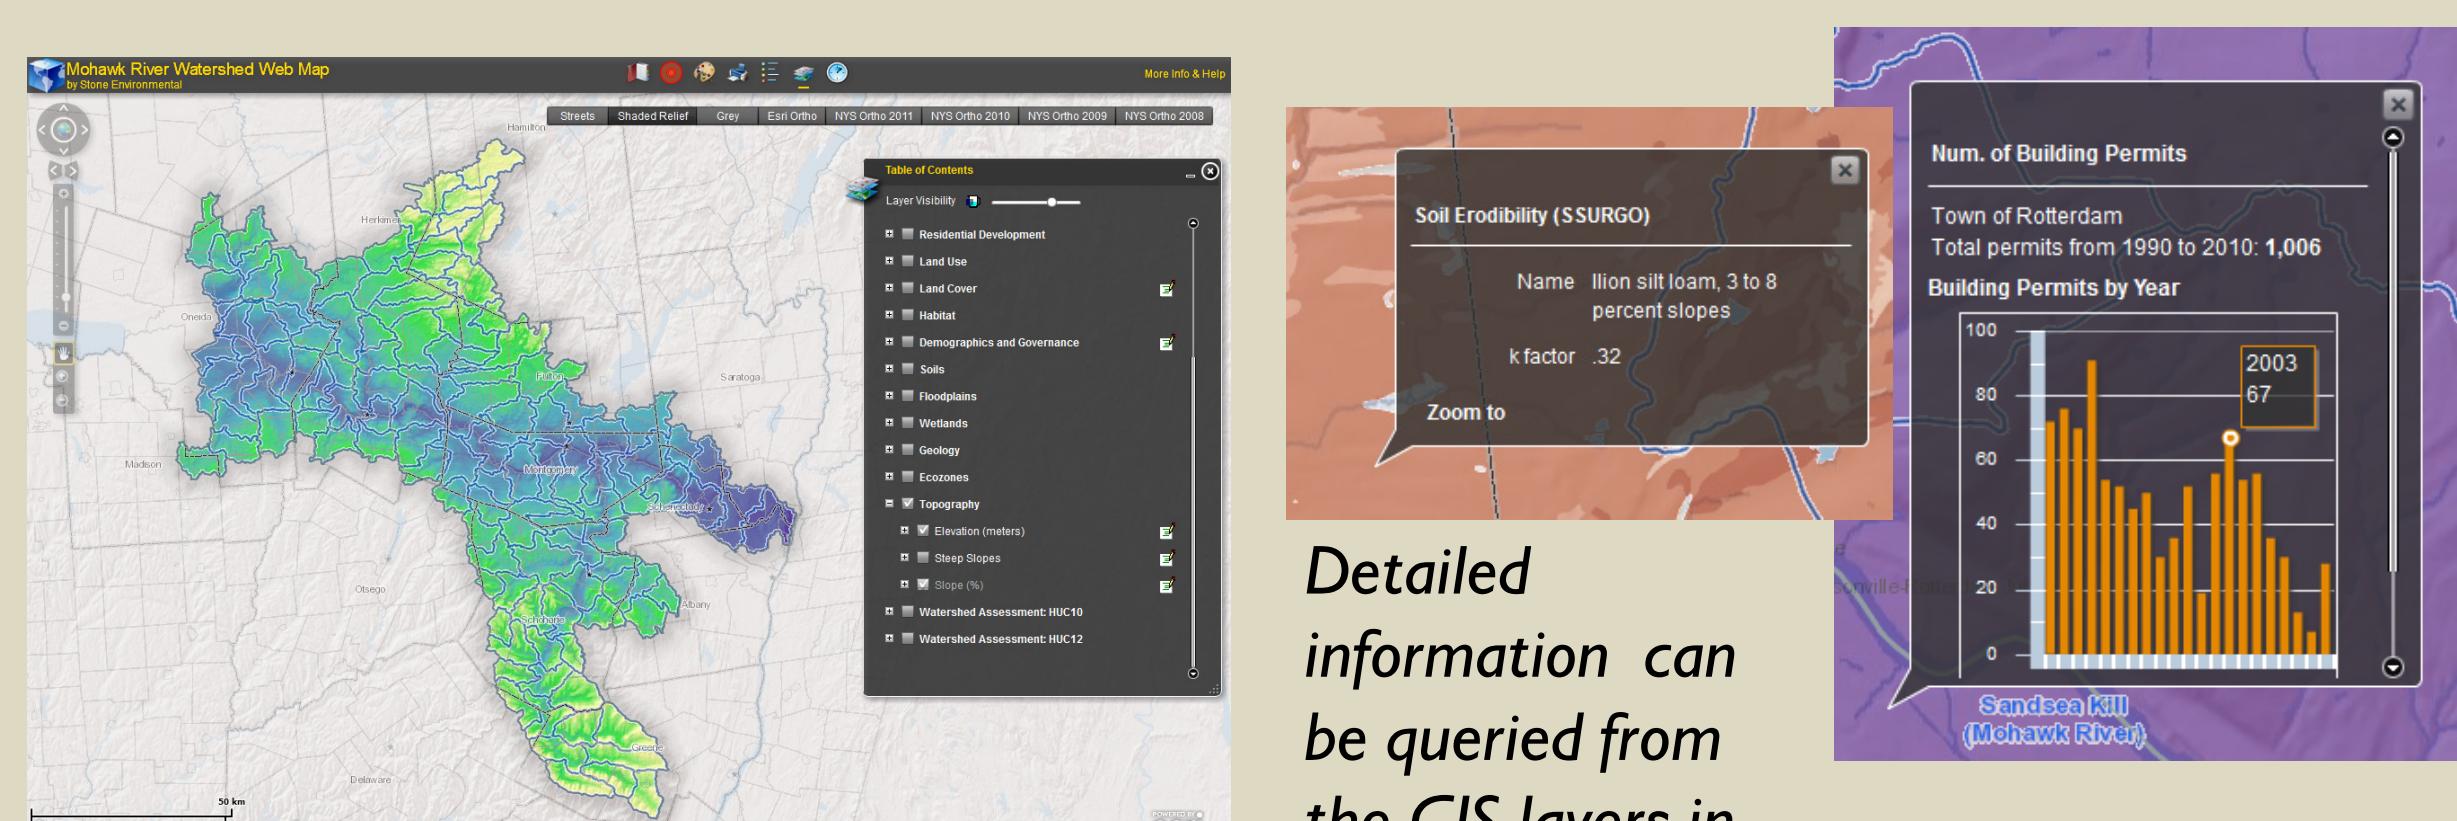 Mohawk River Watershed Web Map
by Stone Environmental
More Info & Help
Streets
Shaded Relief
Grey
Esri Ortho
NYS Ortho 2011
NYS Ortho 2010
NYS Ortho 2009
NYS Ortho 2008
Hamilton
Herkimer
Oneida
Fulton
Saratoga
Madison
Montgomery
Schenectady
Otsego
Albany
Schoharie
Greene
Delaware
50 km
POWERED BY
Table of Contents
Layer Visibility
Residential Development
Land Use
Land Cover
Habitat
Demographics and Governance
Soils
Floodplains
Wetlands
Geology
Ecozones
Topography
Elevation (meters)
Steep Slopes
Slope (%)
Watershed Assessment: HUC10
Watershed Assessment: HUC12
Soil Erodibility (SSURGO)
Name Ilion silt loam, 3 to 8
percent slopes
k factor .32
Zoom to
Detailed
information can
be queried from
the GIS layers in
Num. of Building Permits
Town of Rotterdam
Total permits from 1990 to 2010: 1,006
Building Permits by Year
100
80
60
40
20
0
2003
67
Sandsea Kill
(Mohawk River)